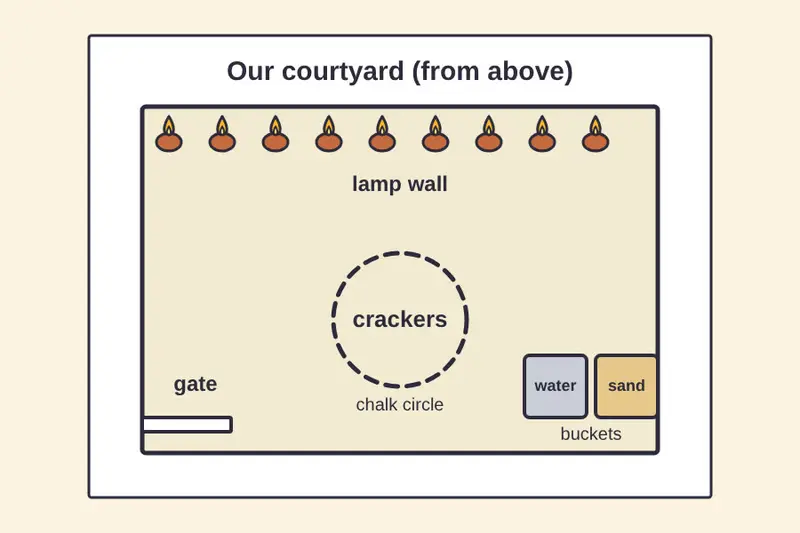 Our courtyard (from above)
lamp wall
crackers
gate
chalk circle
water
sand
buckets